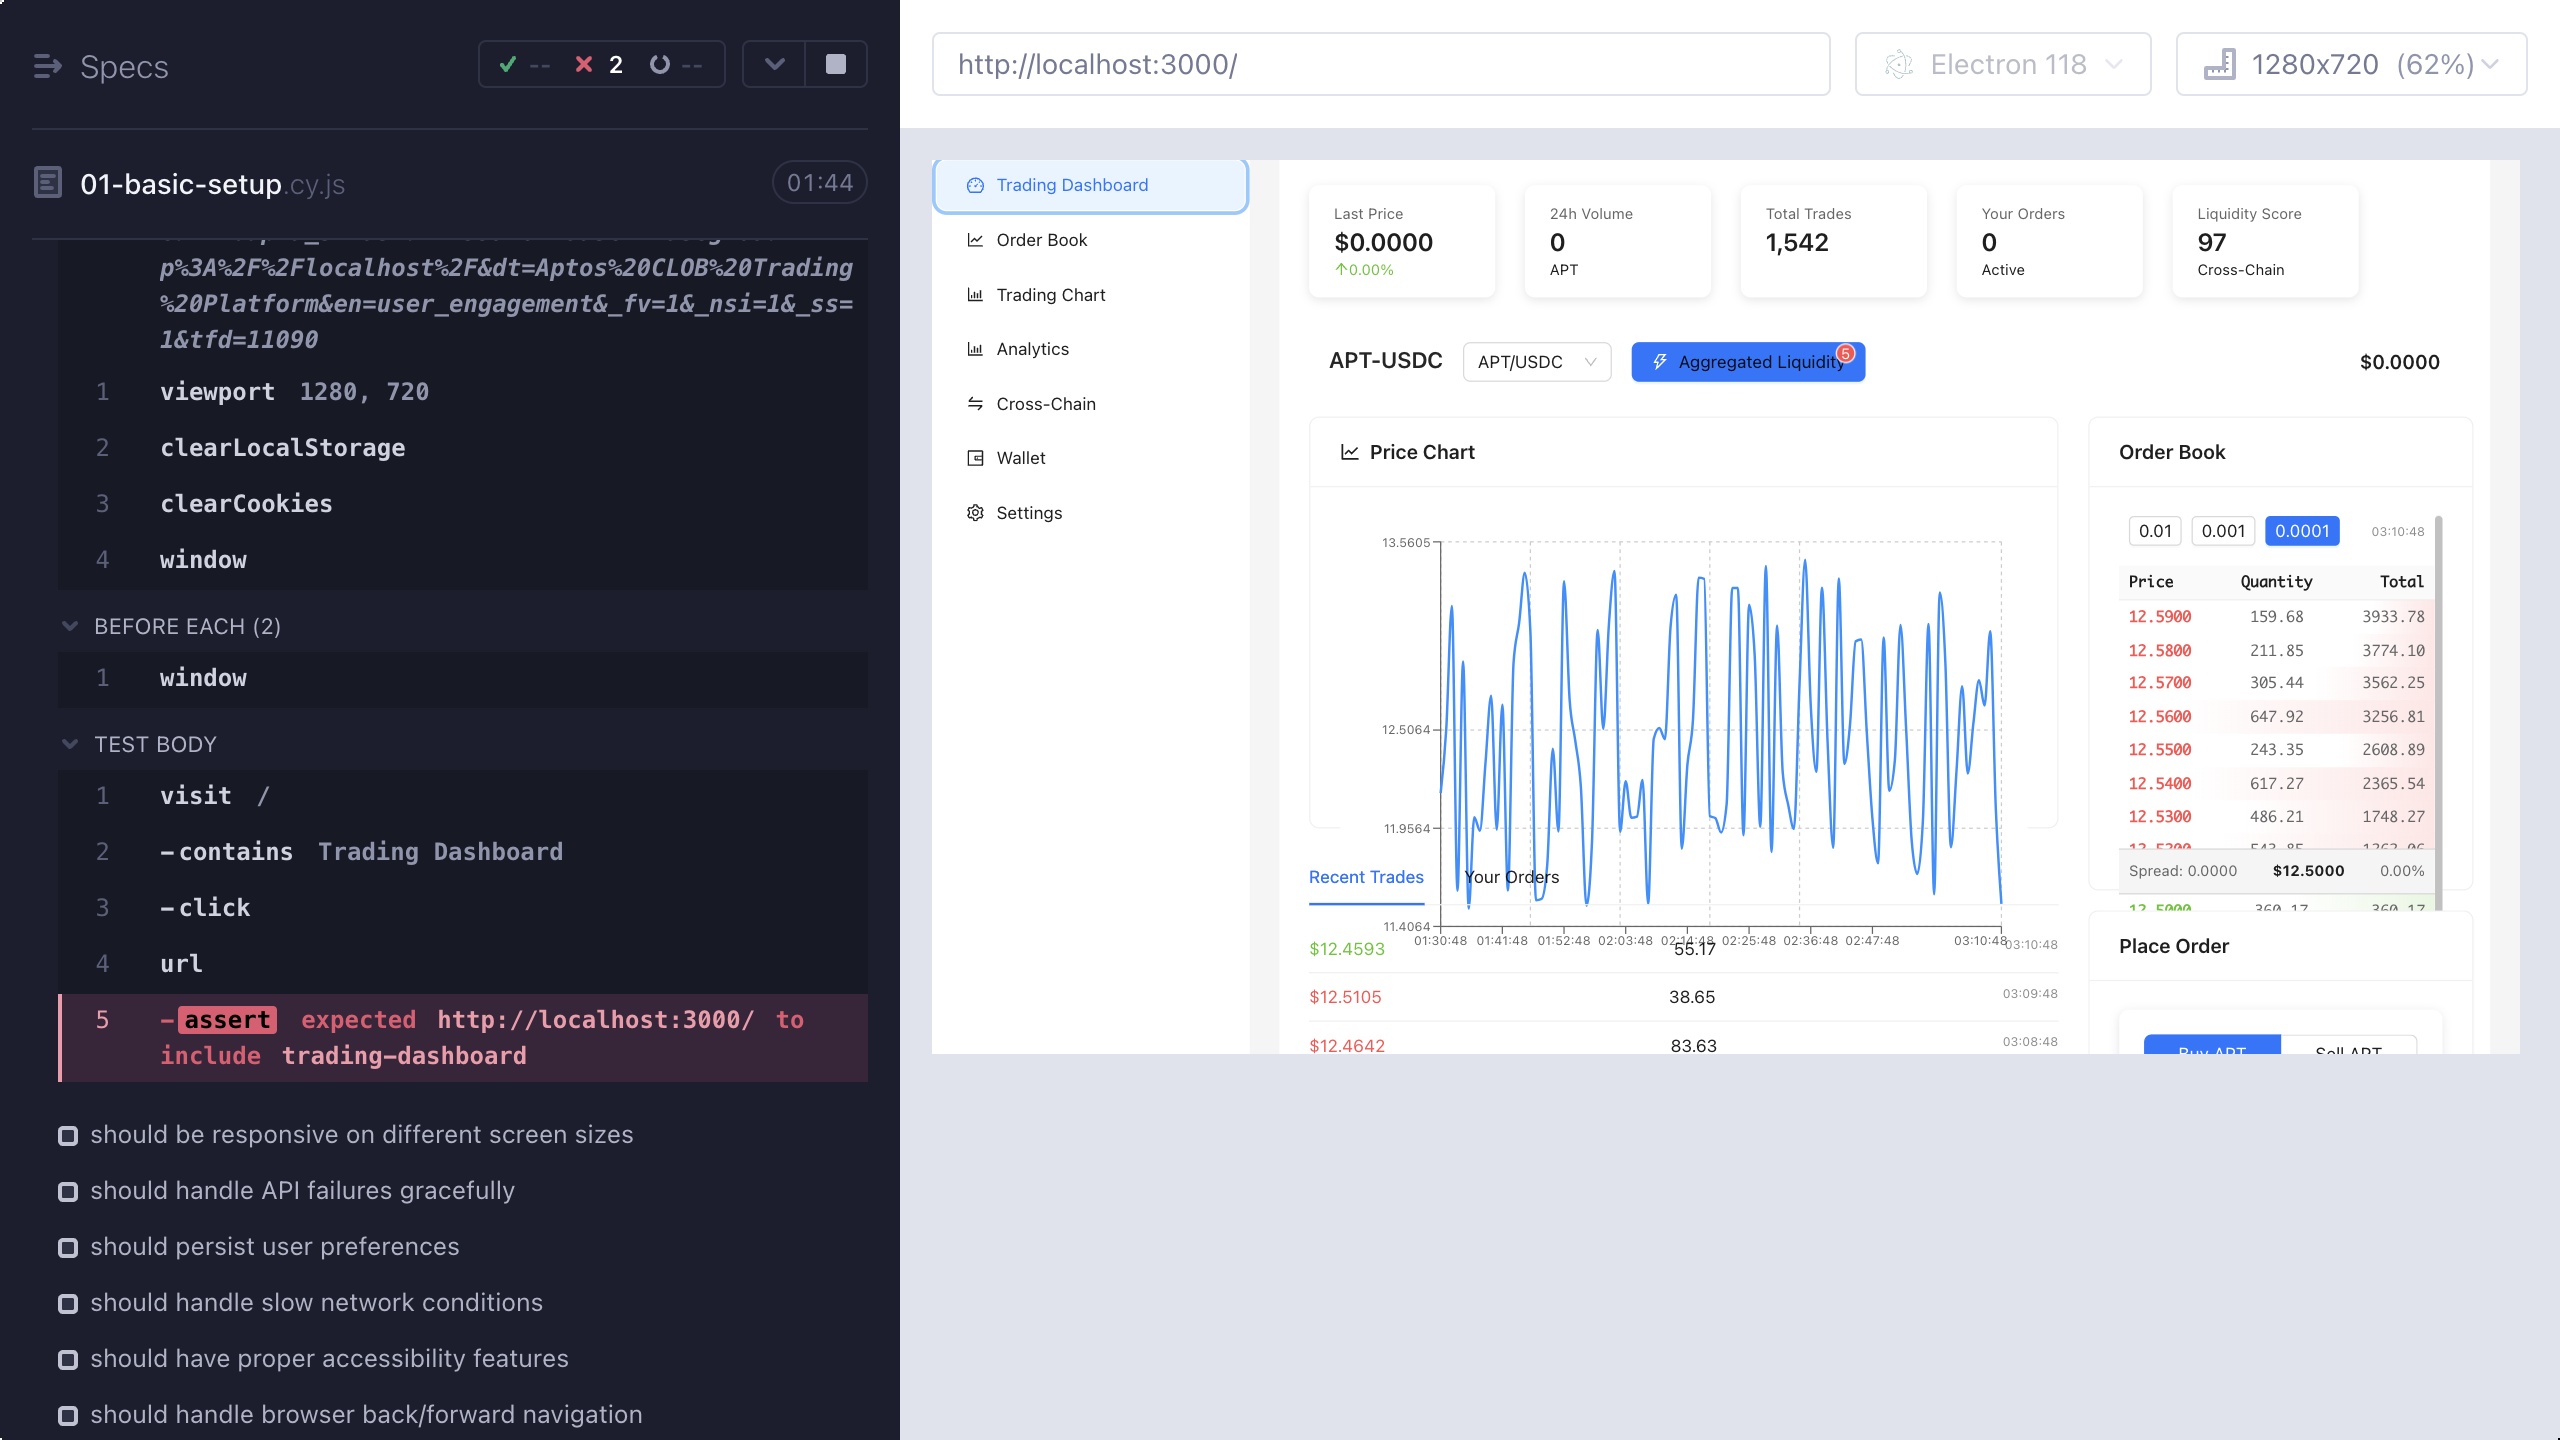 Specs
-- 2 --
01-basic-setup.cy.js
01:44
p%3A%2F%2Flocalhost%2F&dt=Aptos%20CLOB%20Trading
%20Platform&en=user_engagement&_fv=1&_nsi=1&_ss=
1&tfd=11090
1 viewport 1280, 720
2 clearLocalStorage
3 clearCookies
4 window
BEFORE EACH (2)
1 window
TEST BODY
1 visit /
2 -contains Trading Dashboard
3 -click
4 url
5 -assert expected http://localhost:3000/ to
include trading-dashboard
should be responsive on different screen sizes
should handle API failures gracefully
should persist user preferences
should handle slow network conditions
should have proper accessibility features
should handle browser back/forward navigation
http://localhost:3000/
Electron 118
1280x720 (62%)
Trading Dashboard
Order Book
Trading Chart
Analytics
Cross-Chain
Wallet
Settings
Last Price
$0.0000
↑0.00%
24h Volume
0
APT
Total Trades
1,542
Your Orders
0
Active
Liquidity Score
97
Cross-Chain
APT-USDC
APT/USDC
Aggregated Liquidity
5
$0.0000
Price Chart
13.5605
12.5064
11.9564
11.4064
01:30:48 01:41:48 01:52:48 02:03:48 02:14:48 02:25:48 02:36:48 02:47:48 03:10:48
Recent Trades
Your Orders
$12.4593 55.17 03:10:48
$12.5105 38.65 03:09:48
$12.4642 83.63 03:08:48
Order Book
0.01 0.001 0.0001 03:10:48
Price Quantity Total
12.5900 159.68 3933.78
12.5800 211.85 3774.10
12.5700 305.44 3562.25
12.5600 647.92 3256.81
12.5500 243.35 2608.89
12.5400 617.27 2365.54
12.5300 486.21 1748.27
12.5200 543.85 1262.06
Spread: 0.0000 $12.5000 0.00%
12.5000 360.17 360.17
Place Order
Buy APT
Sell APT